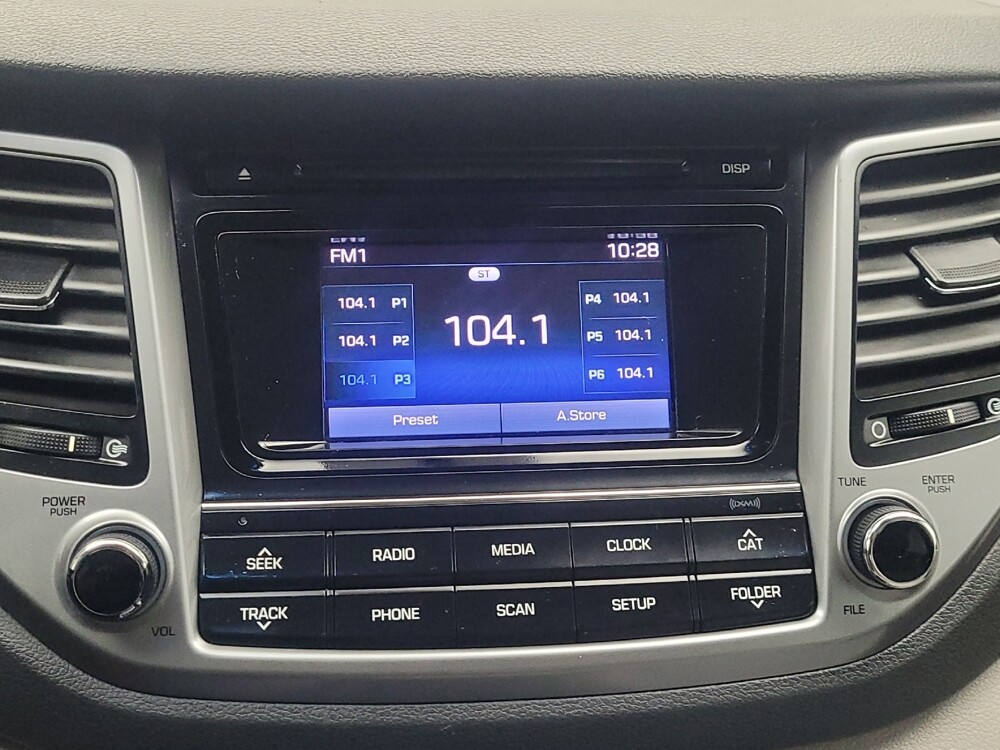 DISP
FM1 10:28
ST
104.1 P1
104.1 P2
104.1 P3
104.1
P4 104.1
P5 104.1
P6 104.1
Preset A.Store
POWER
PUSH
VOL
((XM))
SEEK RADIO MEDIA CLOCK CAT
TRACK PHONE SCAN SETUP FOLDER
TUNE
ENTER
PUSH
FILE